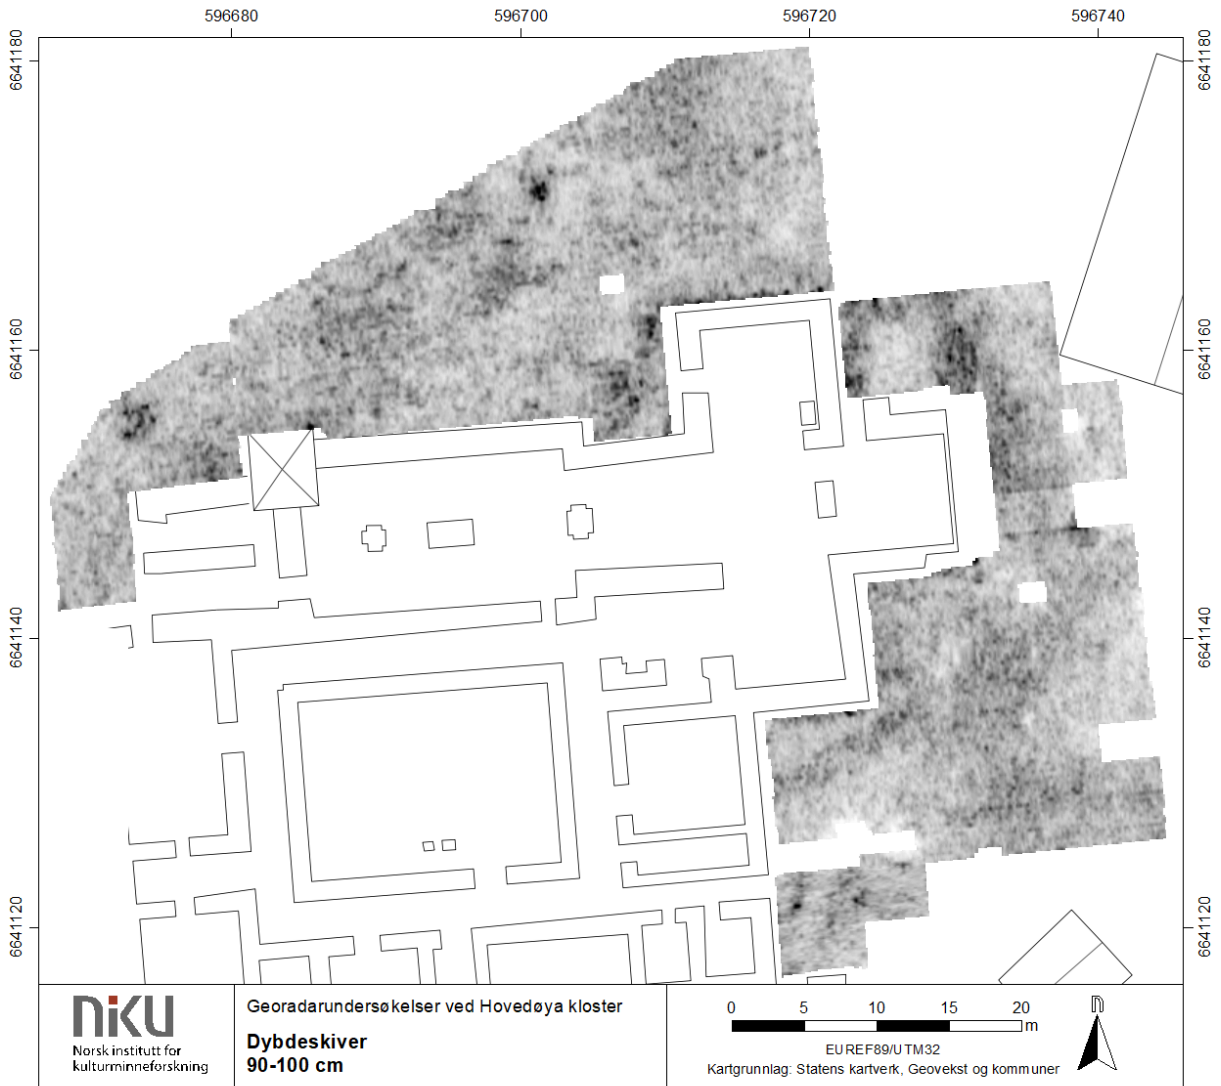 596680 596700 596720 596740
6641180 6641180
6641160 6641160
6641140 6641140
6641120 6641120
niku
Norsk institutt for
kulturminneforskning
Georadarundersøkelser ved Hovedøya kloster
Dybdeskiver
90-100 cm
0 5 10 15 20
m
EUREF89/UTM32
Kartgrunnlag: Statens kartverk, Geovekst og kommuner
n